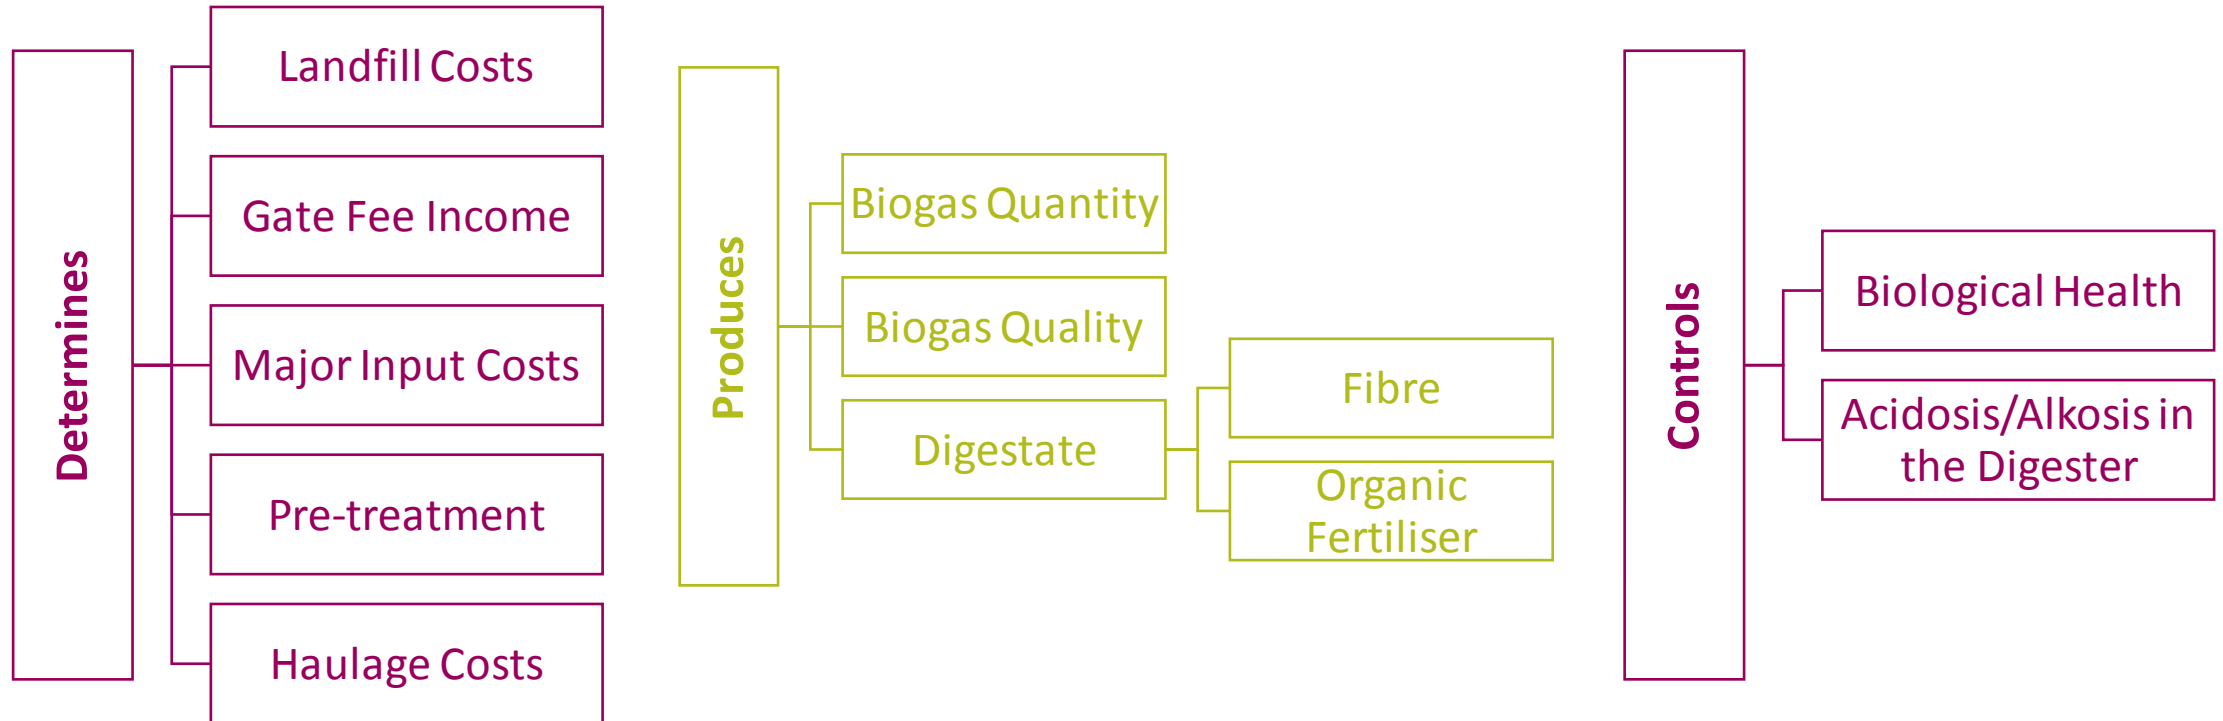 Determines
Landfill Costs
Gate Fee Income
Major Input Costs
Pre-treatment
Haulage Costs
Produces
Biogas Quantity
Biogas Quality
Digestate
Fibre
Organic
Fertiliser
Controls
Biological Health
Acidosis/Alkosis in
the Digester